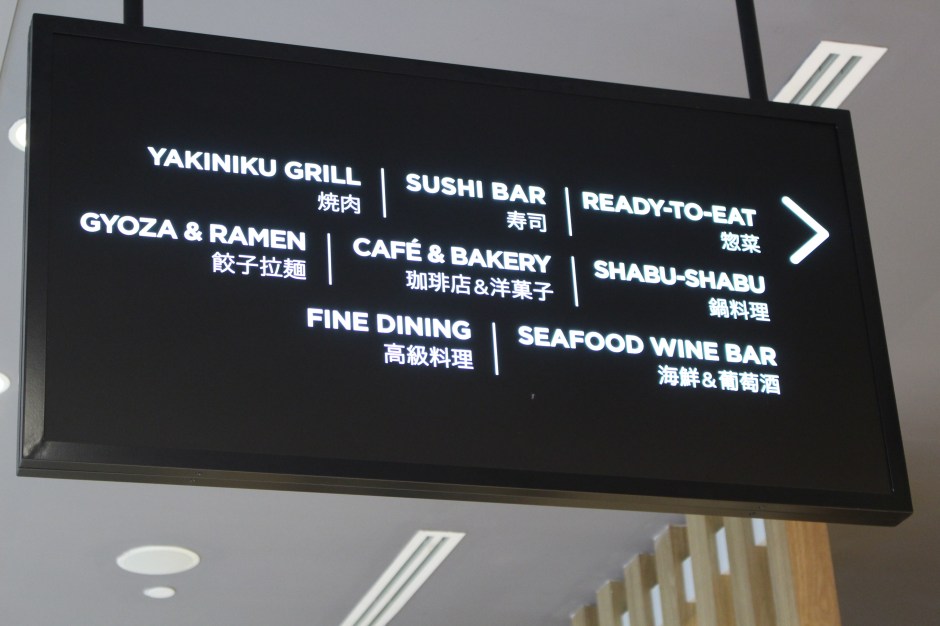 YAKINIKU GRILL
焼肉
SUSHI BAR
寿司
READY-TO-EAT
惣菜
GYOZA & RAMEN
餃子拉麺
CAFÉ & BAKERY
珈琲店&洋菓子
SHABU-SHABU
鍋料理
FINE DINING
高級料理
SEAFOOD WINE BAR
海鮮&葡萄酒